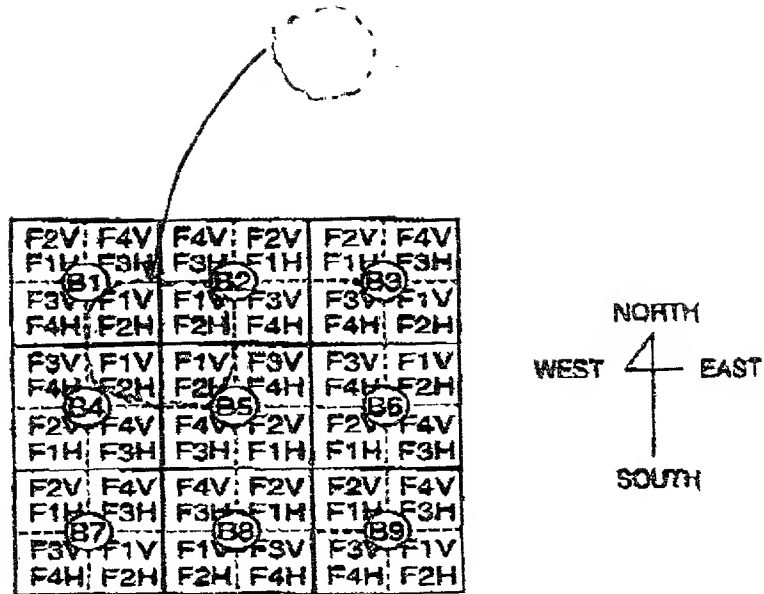 F2V F4V F4V F2V F2V F4V
F1H F3H F3H F1H F1H F3H
B1 B2 B3
F3V F1V F1V F3V F3V F1V
F4H F2H F2H F4H F4H F2H
F3V F1V F1V F3V F3V F1V
F4H F2H F2H F4H F4H F2H
B4 B5 B6
F2V F4V F4V F2V F2V F4V
F1H F3H F3H F1H F1H F3H
F2V F4V F4V F2V F2V F4V
F1H F3H F3H F1H F1H F3H
B7 B8 B9
F3V F1V F1V F3V F3V F1V
F4H F2H F2H F4H F4H F2H
NORTH
WEST EAST
SOUTH